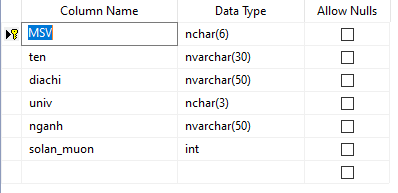 Column Name Data Type Allow Nulls
MSV nchar(6)
ten nvarchar(30)
diachi nvarchar(50)
univ nchar(3)
nganh nvarchar(50)
solan_muon int